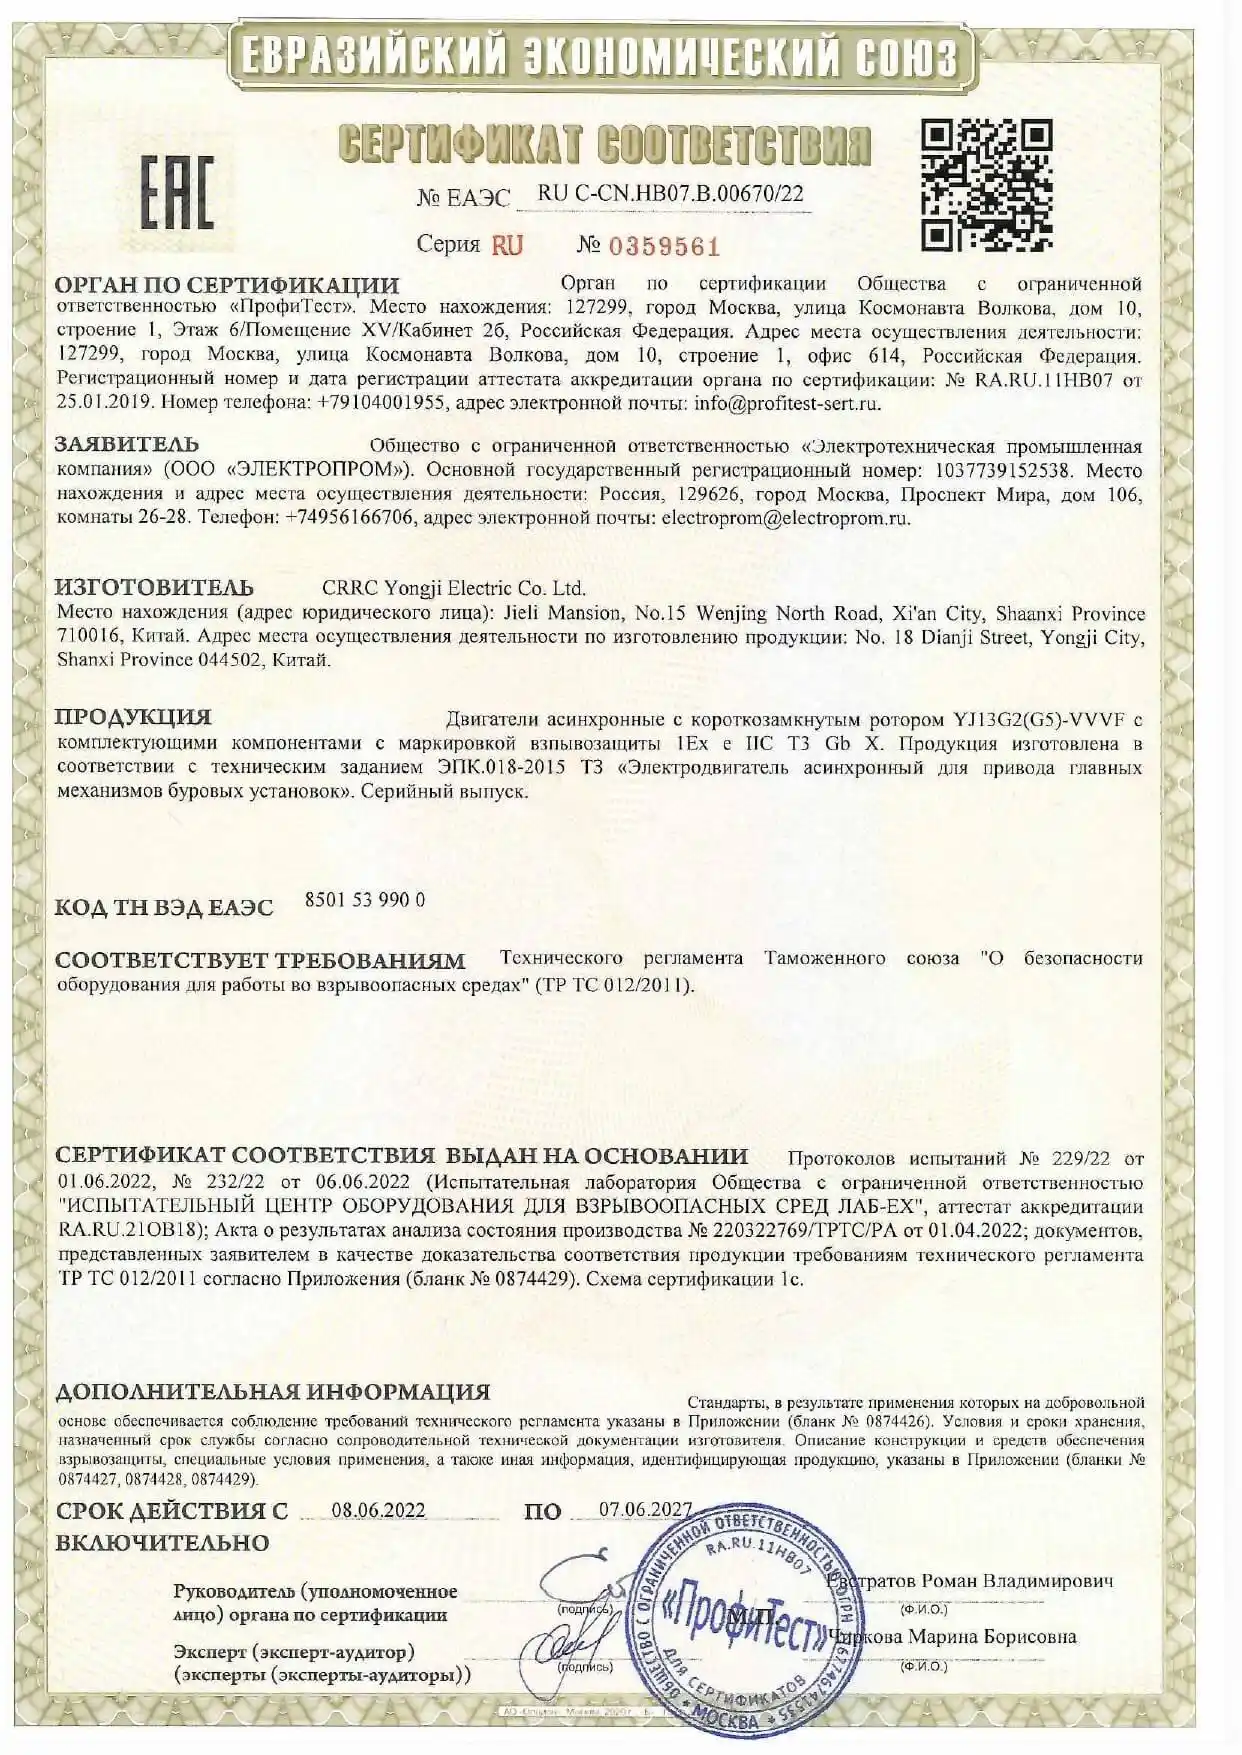 ЕВРАЗИЙСКИЙ ЭКОНОМИЧЕСКИЙ СОЮЗ
EAC
СЕРТИФИКАТ СООТВЕТСТВИЯ
№ ЕАЭС RU C-CN.HB07.B.00670/22
Серия RU № 0359561
ОРГАН ПО СЕРТИФИКАЦИИ Орган по сертификации Общества с ограниченной
ответственностью «ПрофиТест». Место нахождения: 127299, город Москва, улица Космонавта Волкова, дом 10,
строение 1, Этаж 6/Помещение XV/Кабинет 2б, Российская Федерация. Адрес места осуществления деятельности:
127299, город Москва, улица Космонавта Волкова, дом 10, строение 1, офис 614, Российская Федерация.
Регистрационный номер и дата регистрации аттестата аккредитации органа по сертификации: № RA.RU.11HB07 от
25.01.2019. Номер телефона: +79104001955, адрес электронной почты: info@profitest-sert.ru.
ЗАЯВИТЕЛЬ Общество с ограниченной ответственностью «Электротехническая промышленная
компания» (ООО «ЭЛЕКТРОПРОМ»). Основной государственный регистрационный номер: 1037739152538. Место
нахождения и адрес места осуществления деятельности: Россия, 129626, город Москва, Проспект Мира, дом 106,
комнаты 26-28. Телефон: +74956166706, адрес электронной почты: electroprom@electroprom.ru.
ИЗГОТОВИТЕЛЬ CRRC Yongji Electric Co. Ltd.
Место нахождения (адрес юридического лица): Jieli Mansion, No.15 Wenjing North Road, Xi'an City, Shaanxi Province
710016, Китай. Адрес места осуществления деятельности по изготовлению продукции: No. 18 Dianji Street, Yongji City,
Shanxi Province 044502, Китай.
ПРОДУКЦИЯ Двигатели асинхронные с короткозамкнутым ротором YJ13G2(G5)-VVVF с
комплектующими компонентами с маркировкой взпывозащиты 1Ex e IIC T3 Gb X. Продукция изготовлена в
соответствии с техническим заданием ЭПК.018-2015 ТЗ «Электродвигатель асинхронный для привода главных
механизмов буровых установок». Серийный выпуск.
КОД ТН ВЭД ЕАЭС 8501 53 990 0
СООТВЕТСТВУЕТ ТРЕБОВАНИЯМ Технического регламента Таможенного союза "О безопасности
оборудования для работы во взрывоопасных средах" (ТР ТС 012/2011).
СЕРТИФИКАТ СООТВЕТСТВИЯ ВЫДАН НА ОСНОВАНИИ Протоколов испытаний № 229/22 от
01.06.2022, № 232/22 от 06.06.2022 (Испытательная лаборатория Общества с ограниченной ответственностью
"ИСПЫТАТЕЛЬНЫЙ ЦЕНТР ОБОРУДОВАНИЯ ДЛЯ ВЗРЫВООПАСНЫХ СРЕД ЛАБ-ЕХ", аттестат аккредитации
RA.RU.21OB18); Акта о результатах анализа состояния производства № 220322769/ТРТС/РА от 01.04.2022; документов,
представленных заявителем в качестве доказательства соответствия продукции требованиям технического регламента
ТР ТС 012/2011 согласно Приложения (бланк № 0874429). Схема сертификации 1с.
ДОПОЛНИТЕЛЬНАЯ ИНФОРМАЦИЯ Стандарты, в результате применения которых на добровольной
основе обеспечивается соблюдение требований технического регламента указаны в Приложении (бланк № 0874426). Условия и сроки хранения,
назначенный срок службы согласно сопроводительной технической документации изготовителя. Описание конструкции и средств обеспечения
взрывозащиты, специальные условия применения, а также иная информация, идентифицирующая продукцию, указаны в Приложении (бланки №
0874427, 0874428, 0874429).
СРОК ДЕЙСТВИЯ С 08.06.2022 ПО 07.06.2027
ВКЛЮЧИТЕЛЬНО
Руководитель (уполномоченное
лицо) органа по сертификации
(подпись)
Евстратов Роман Владимирович
(Ф.И.О.)
М.П.
Эксперт (эксперт-аудитор)
(эксперты (эксперты-аудиторы))
(подпись)
Чиркова Марина Борисовна
(Ф.И.О.)
RA.RU.11HB07
«ПрофиТест»
ДЛЯ СЕРТИФИКАТОВ
* МОСКВА *